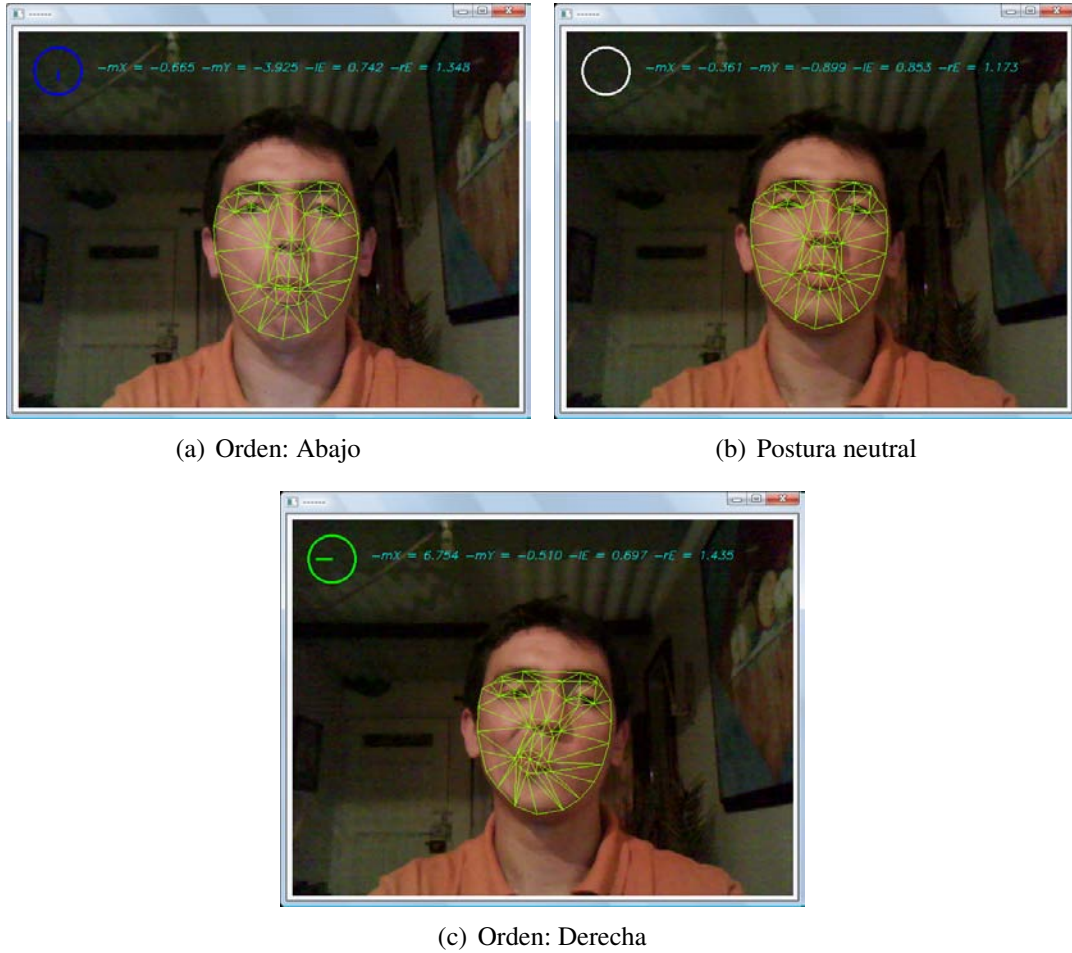 ------
-mX = -0.665 -mY = -3.925 -lE = 0.742 -rE = 1.348
------
-mX = -0.361 -mY = -0.899 -lE = 0.853 -rE = 1.173
(a) Orden: Abajo
(b) Postura neutral
------
-mX = 6.754 -mY = -0.510 -lE = 0.697 -rE = 1.435
(c) Orden: Derecha